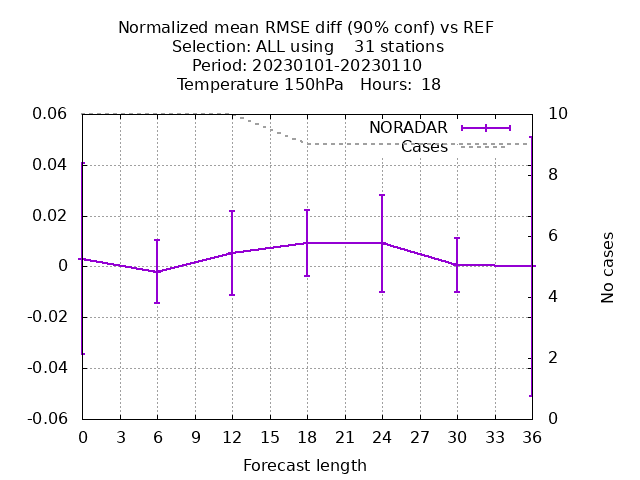 Normalized mean RMSE diff (90% conf) vs REF
Selection: ALL using    31 stations
Period: 20230101-20230110
Temperature 150hPa   Hours:  18
NORADAR
Cases
0.06
0.04
0.02
0
-0.02
-0.04
-0.06
10
8
6
4
2
0
No cases
0 3 6 9 12 15 18 21 24 27 30 33 36
Forecast length